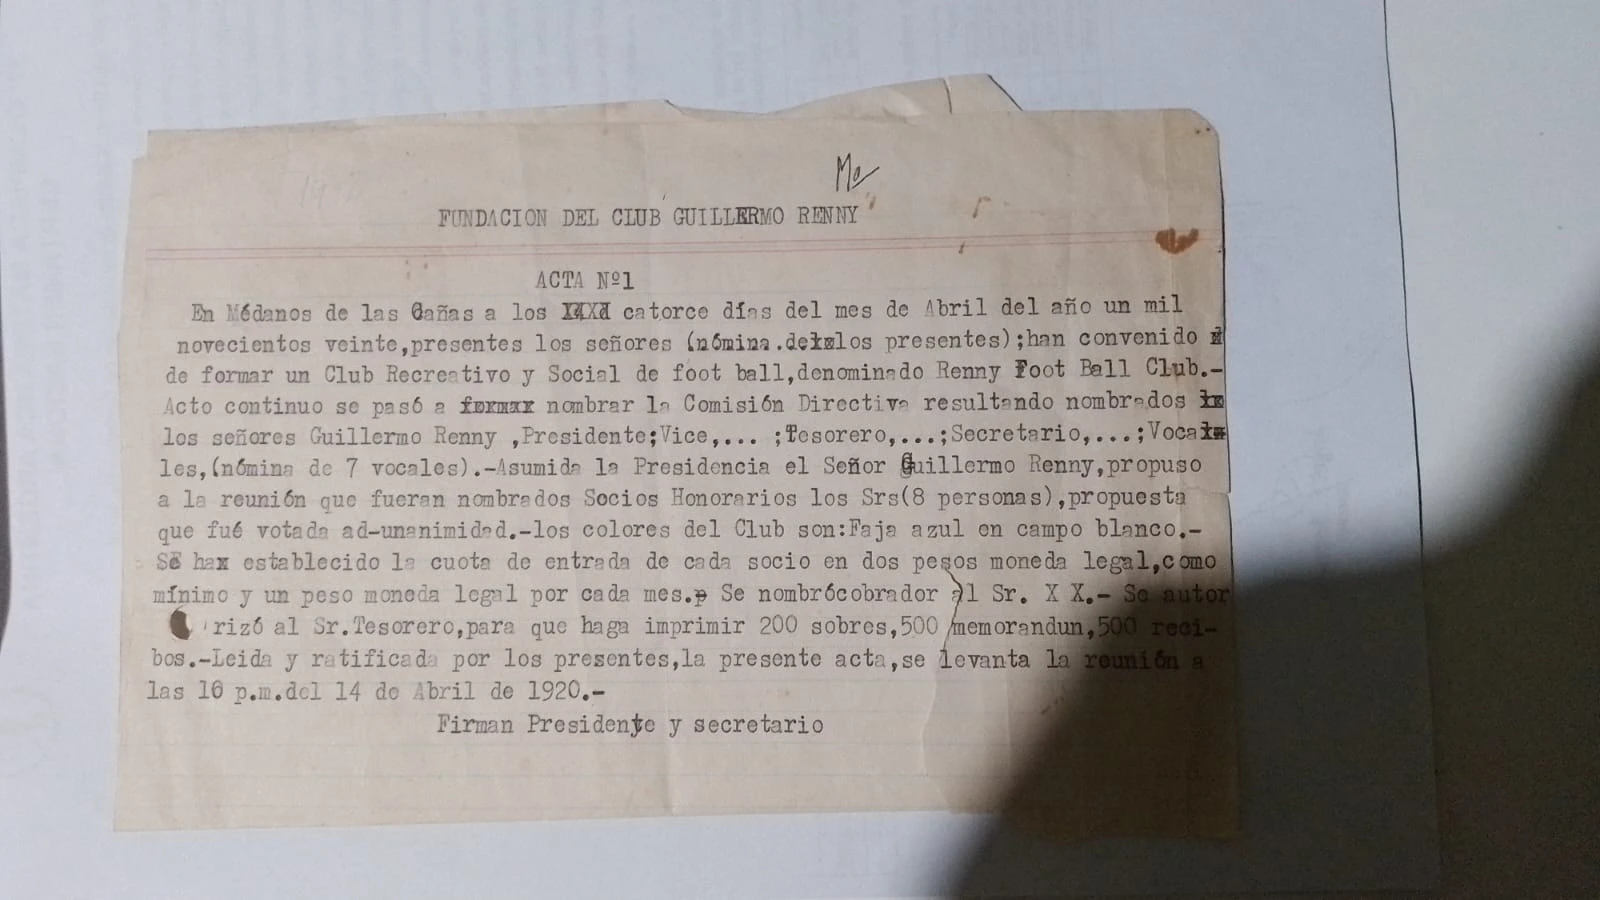 Mo
FUNDACION DEL CLUB GUILLERMO RENNY
ACTA Nº1
En Médanos de las Cañas a los catorce días del mes de Abril del año un mil
novecientos veinte,presentes los señores (nómina.de los presentes);han convenido
de formar un Club Recreativo y Social de foot ball,denominado Renny Foot Ball Club.-
Acto continuo se pasó a formar nombrar la Comisión Directiva resultando nombrados
los señores Guillermo Renny ,Presidente;Vice,... ;Tesorero,...;Secretario,...;Voca
les,(nómina de 7 vocales).-Asumida la Presidencia el Señor Guillermo Renny,propuso
a la reunión que fueran nombrados Socios Honorarios los Srs(8 personas),propuesta
que fué votada ad-unanimidad.-los colores del Club son:Faja azul en campo blanco.-
Se ha establecido la cuota de entrada de cada socio en dos pesos moneda legal,como
mínimo y un peso moneda legal por cada mes. Se nombrócobrador al Sr. X X.- Se autor
rizó al Sr.Tesorero,para que haga imprimir 200 sobres,500 memorandun,500 reci-
bos.-Leida y ratificada por los presentes,la presente acta,se levanta la reunión a
las 10 p.m.del 14 de Abril de 1920.-
Firman Presidente y secretario